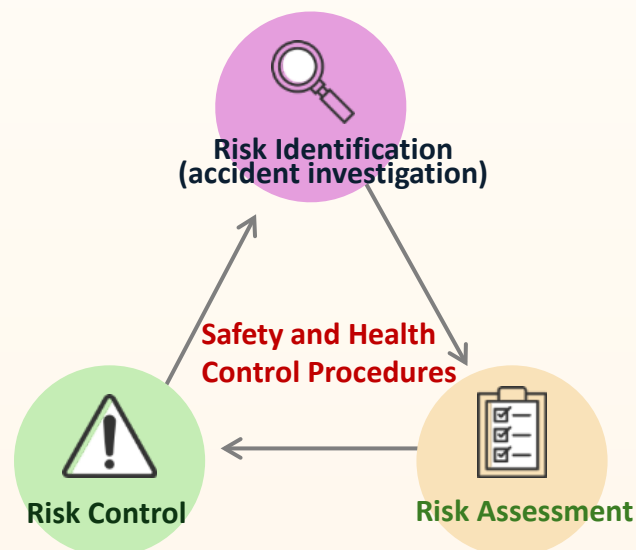 Risk Identification
(accident investigation)
Safety and Health
Control Procedures
Risk Control
Risk Assessment